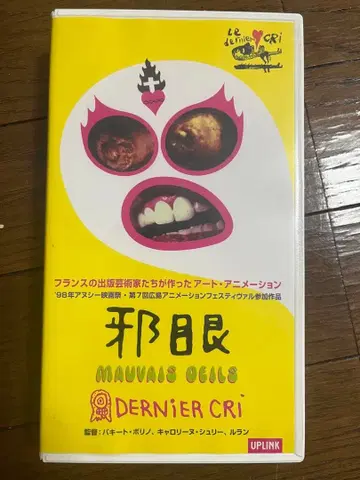 Le
dernier CRi
フランスの出版芸術家たちが作ったアート・アニメーション
'98年アヌシー映画祭・第7回広島アニメーションフェスティヴァル参加作品
邪眼
MAUVAIS OEILS
DERNiER CRi
監督：パキート・ボリノ、キャロリーヌ・シュリー、ルラン
UPLINK